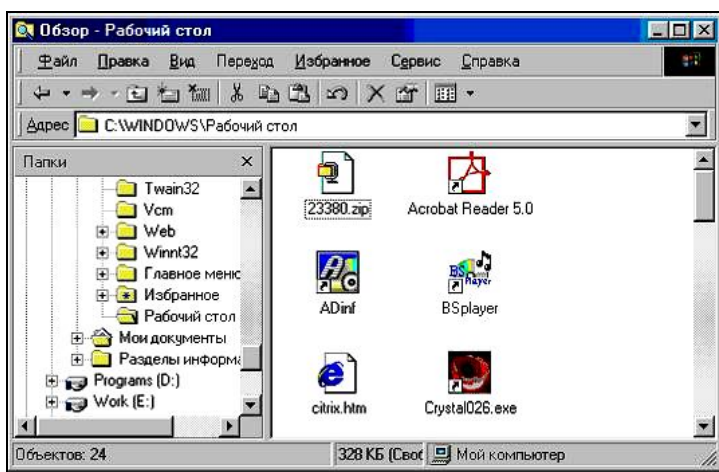 Обзор - Рабочий стол
Файл Правка Вид Переход Избранное Сервис Справка
Адрес C:\WINDOWS\Рабочий стол
Папки
Twain32
Vcm
Web
Winnt32
Главное меню
Избранное
Рабочий стол
Мои документы
Разделы информа
Programs (D:)
Work (E:)
23380.zip
Acrobat Reader 5.0
ADinf
BSplayer
citrix.htm
Crystal026.exe
Объектов: 24
328 КБ (Своб
Мой компьютер